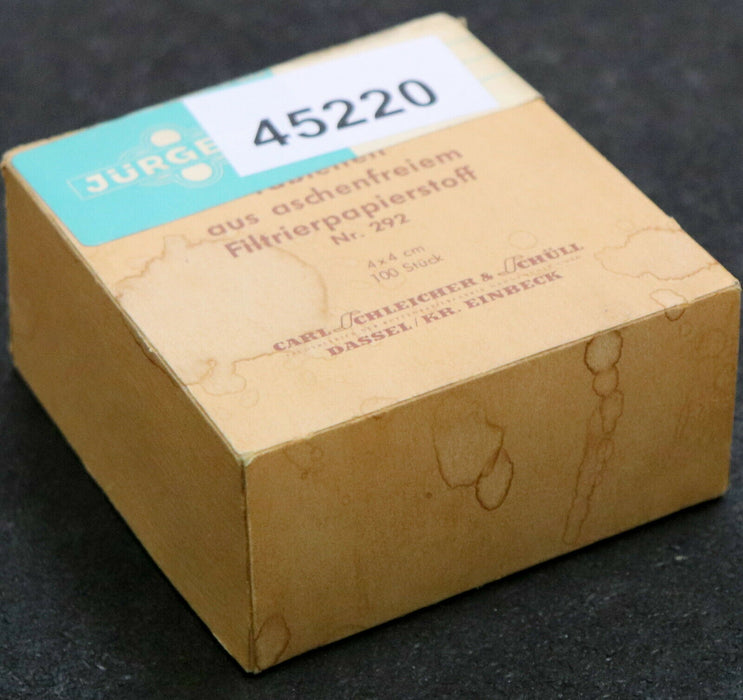 45220
JÜRGE
aus aschenfreiem
Filtrierpapierstoff
Nr. 292
4 x 4 cm
100 Stück
CARL SCHLEICHER & SCHÜLL
DASSEL/KR. EINBECK